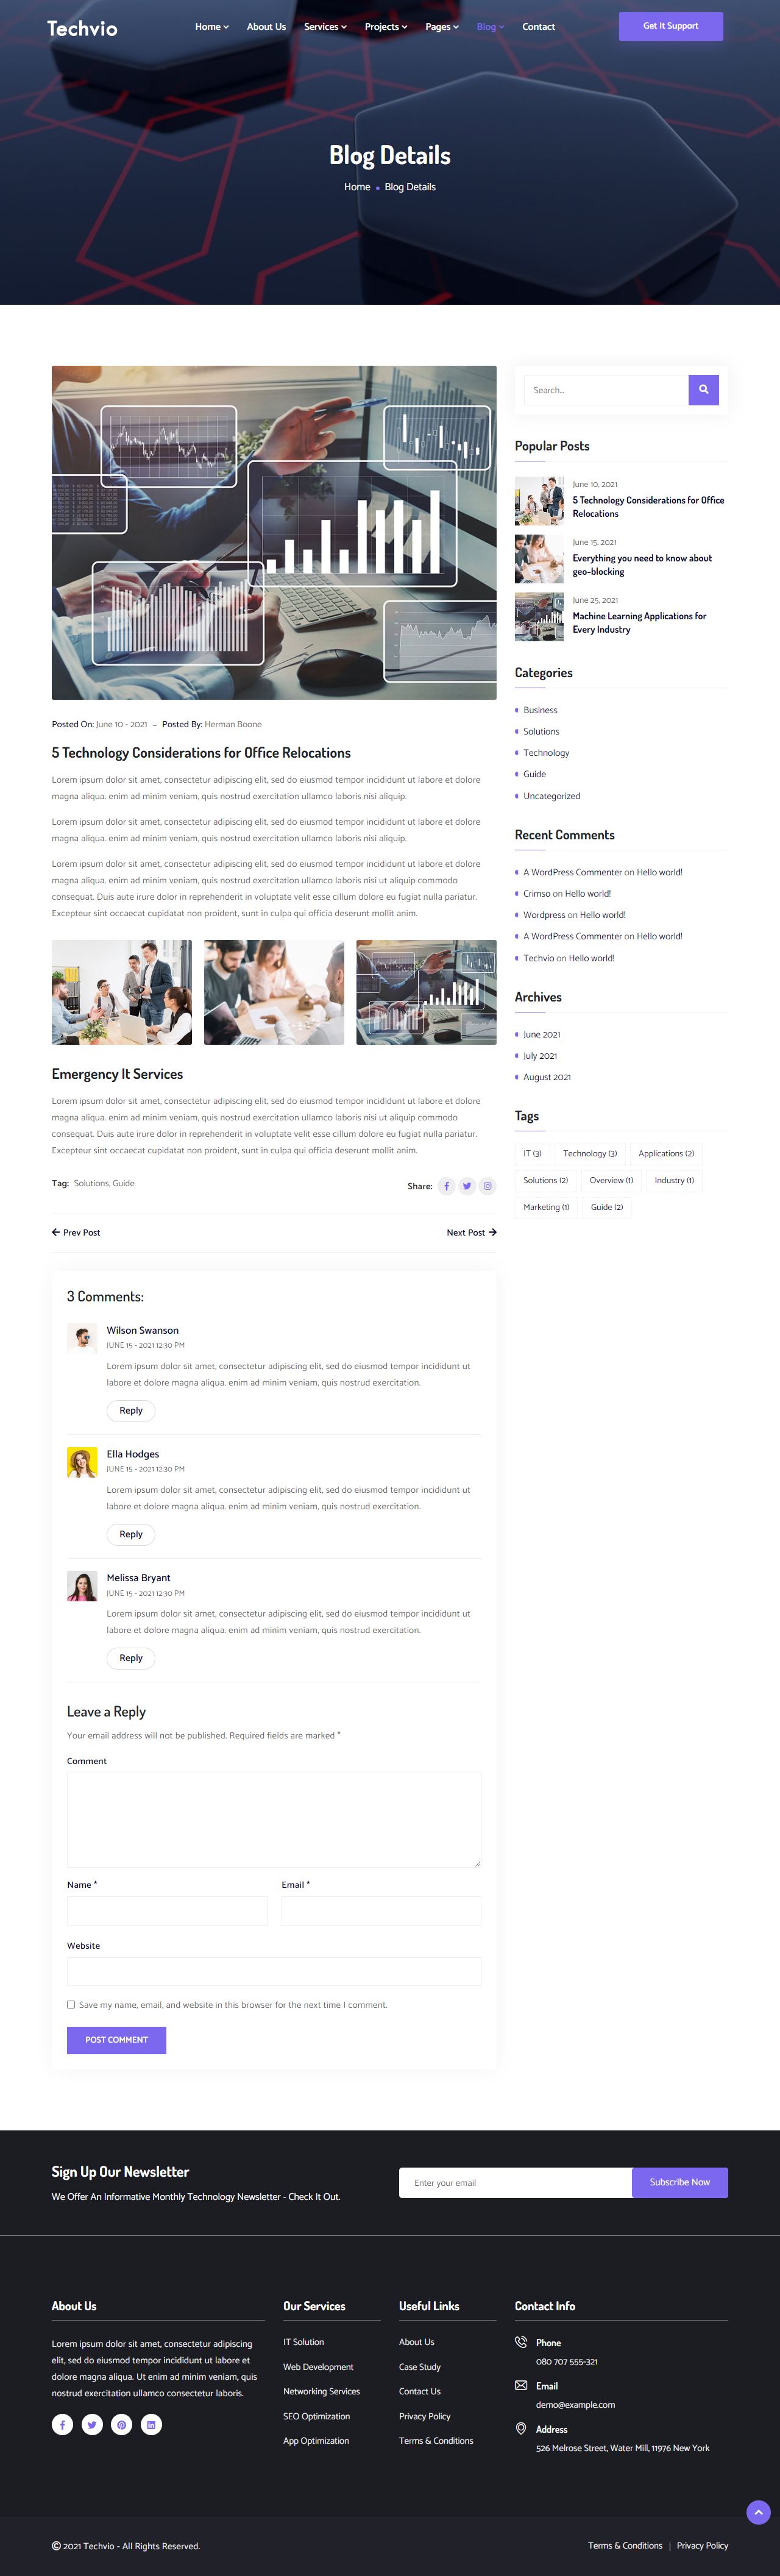 Techvio
Home
About Us
Services
Projects
Pages
Blog
Contact
Get It Support
Blog Details
Home
Blog Details
Posted On: June 10 - 2021 – Posted By: Herman Boone
5 Technology Considerations for Office Relocations
Lorem ipsum dolor sit amet, consectetur adipiscing elit, sed do eiusmod tempor incididunt ut labore et dolore
magna aliqua. enim ad minim veniam, quis nostrud exercitation ullamco laboris nisi aliquip.
Lorem ipsum dolor sit amet, consectetur adipiscing elit, sed do eiusmod tempor incididunt ut labore et dolore
magna aliqua. enim ad minim veniam, quis nostrud exercitation ullamco laboris nisi aliquip.
Lorem ipsum dolor sit amet, consectetur adipiscing elit, sed do eiusmod tempor incididunt ut labore et dolore
magna aliqua. enim ad minim veniam, quis nostrud exercitation ullamco laboris nisi ut aliquip commodo
consequat. Duis aute irure dolor in reprehenderit in voluptate velit esse cillum dolore eu fugiat nulla pariatur.
Excepteur sint occaecat cupidatat non proident, sunt in culpa qui officia deserunt mollit anim.
Emergency It Services
Lorem ipsum dolor sit amet, consectetur adipiscing elit, sed do eiusmod tempor incididunt ut labore et dolore
magna aliqua. enim ad minim veniam, quis nostrud exercitation ullamco laboris nisi ut aliquip commodo
consequat. Duis aute irure dolor in reprehenderit in voluptate velit esse cillum dolore eu fugiat nulla pariatur.
Excepteur sint occaecat cupidatat non proident, sunt in culpa qui officia deserunt mollit anim.
Tag: Solutions, Guide
Share:
Prev Post
Next Post
3 Comments:
Wilson Swanson
JUNE 15 - 2021 12:30 PM
Lorem ipsum dolor sit amet, consectetur adipiscing elit, sed do eiusmod tempor incididunt ut
labore et dolore magna aliqua. enim ad minim veniam, quis nostrud exercitation.
Reply
Ella Hodges
JUNE 15 - 2021 12:30 PM
Lorem ipsum dolor sit amet, consectetur adipiscing elit, sed do eiusmod tempor incididunt ut
labore et dolore magna aliqua. enim ad minim veniam, quis nostrud exercitation.
Reply
Melissa Bryant
JUNE 15 - 2021 12:30 PM
Lorem ipsum dolor sit amet, consectetur adipiscing elit, sed do eiusmod tempor incididunt ut
labore et dolore magna aliqua. enim ad minim veniam, quis nostrud exercitation.
Reply
Leave a Reply
Your email address will not be published. Required fields are marked *
Comment
Name *
Email *
Website
Save my name, email, and website in this browser for the next time I comment.
POST COMMENT
Search...
Popular Posts
June 10, 2021
5 Technology Considerations for Office
Relocations
June 15, 2021
Everything you need to know about
geo-blocking
June 25, 2021
Machine Learning Applications for
Every Industry
Categories
Business
Solutions
Technology
Guide
Uncategorized
Recent Comments
A WordPress Commenter on Hello world!
Crimso on Hello world!
Wordpress on Hello world!
A WordPress Commenter on Hello world!
Techvio on Hello world!
Archives
June 2021
July 2021
August 2021
Tags
IT (3)
Technology (3)
Applications (2)
Solutions (2)
Overview (1)
Industry (1)
Marketing (1)
Guide (2)
Sign Up Our Newsletter
We Offer An Informative Monthly Technology Newsletter - Check It Out.
Enter your email
Subscribe Now
About Us
Lorem ipsum dolor sit amet, consectetur adipiscing
elit, sed do eiusmod tempor incididunt ut labore et
dolore magna aliqua. Ut enim ad minim veniam, quis
nostrud exercitation ullamco consectetur laboris.
Our Services
IT Solution
Web Development
Networking Services
SEO Optimization
App Optimization
Useful Links
About Us
Case Study
Contact Us
Privacy Policy
Terms & Conditions
Contact Info
Phone
080 707 555-321
Email
demo@example.com
Address
526 Melrose Street, Water Mill, 11976 New York
© 2021 Techvio - All Rights Reserved.
Terms & Conditions | Privacy Policy